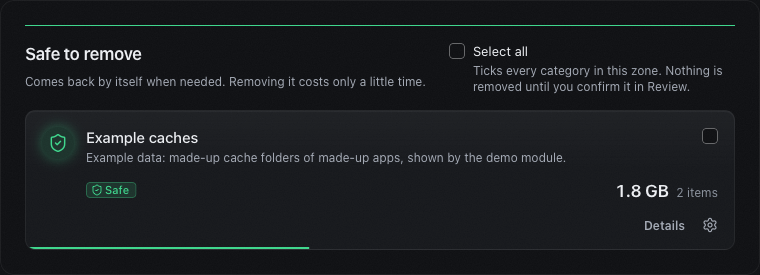 Safe to remove
Comes back by itself when needed. Removing it costs only a little time.
Select all
Ticks every category in this zone. Nothing is
removed until you confirm it in Review.
Example caches
Example data: made-up cache folders of made-up apps, shown by the demo module.
Safe
1.8 GB 2 items
Details